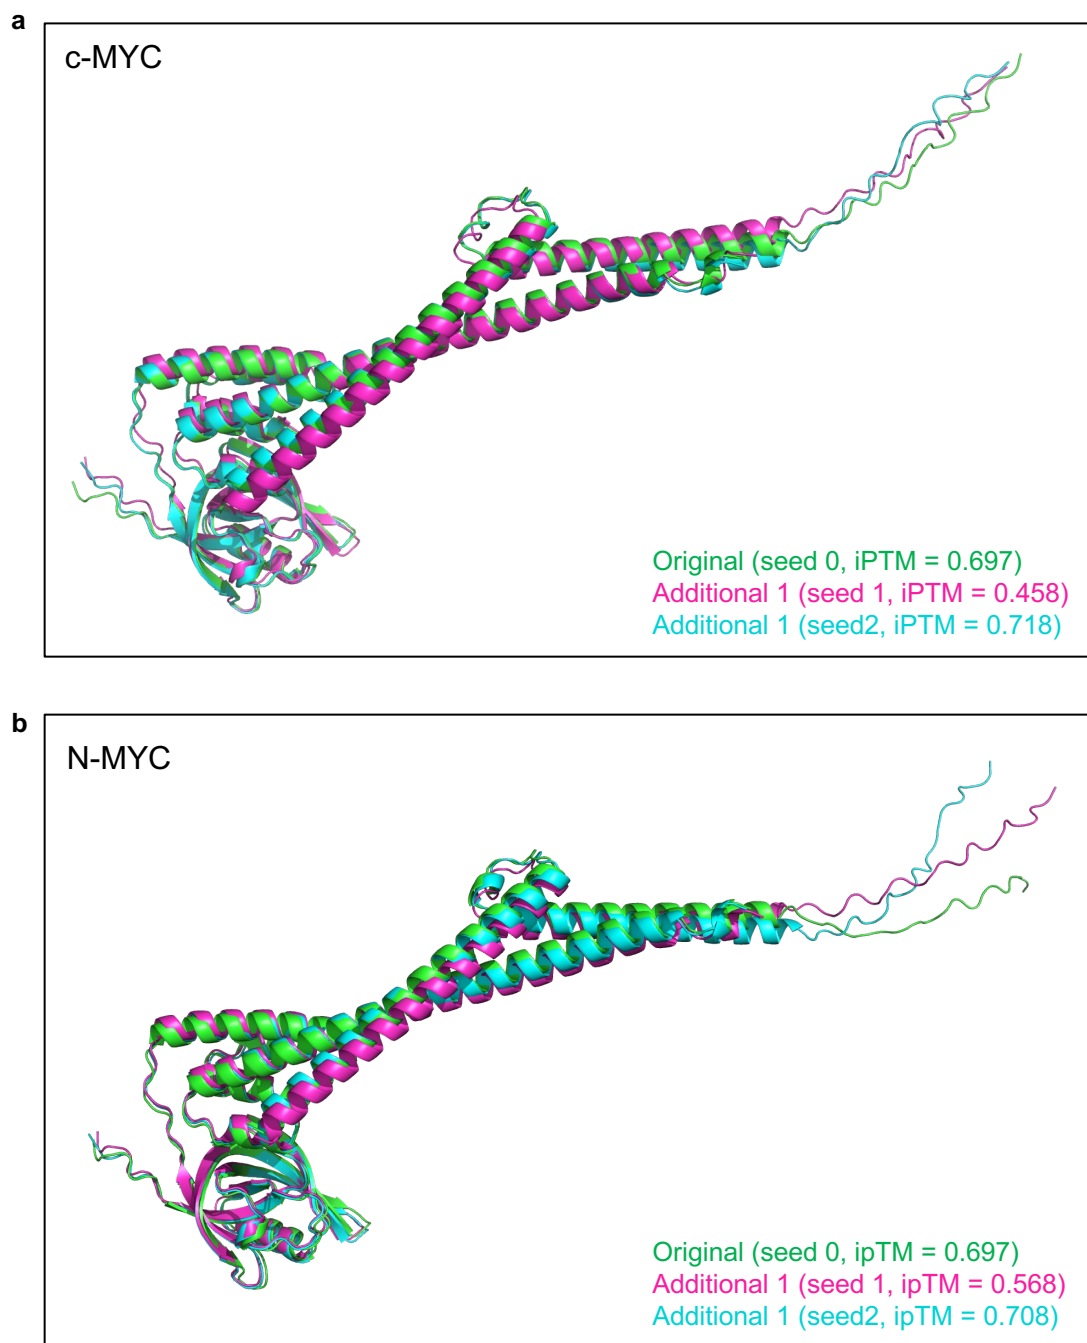 a
c-MYC
Original (seed 0, iPTM = 0.697)
Additional 1 (seed 1, iPTM = 0.458)
Additional 1 (seed2, iPTM = 0.718)
b
N-MYC
Original (seed 0, ipTM = 0.697)
Additional 1 (seed 1, ipTM = 0.568)
Additional 1 (seed2, ipTM = 0.708)